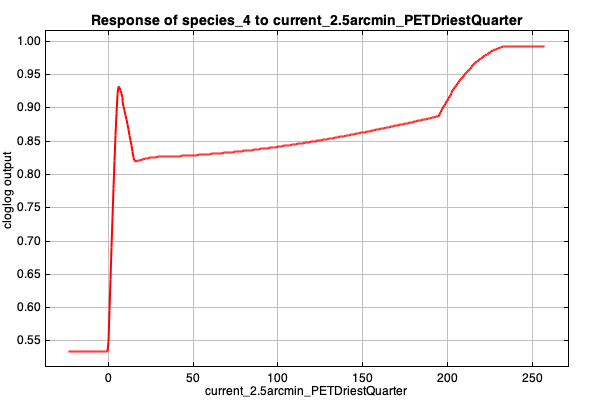 Response of species_4 to current_2.5arcmin_PETDriestQuarter
cloglog output
1.00
0.95
0.90
0.85
0.80
0.75
0.70
0.65
0.60
0.55
0 50 100 150 200 250
current_2.5arcmin_PETDriestQuarter